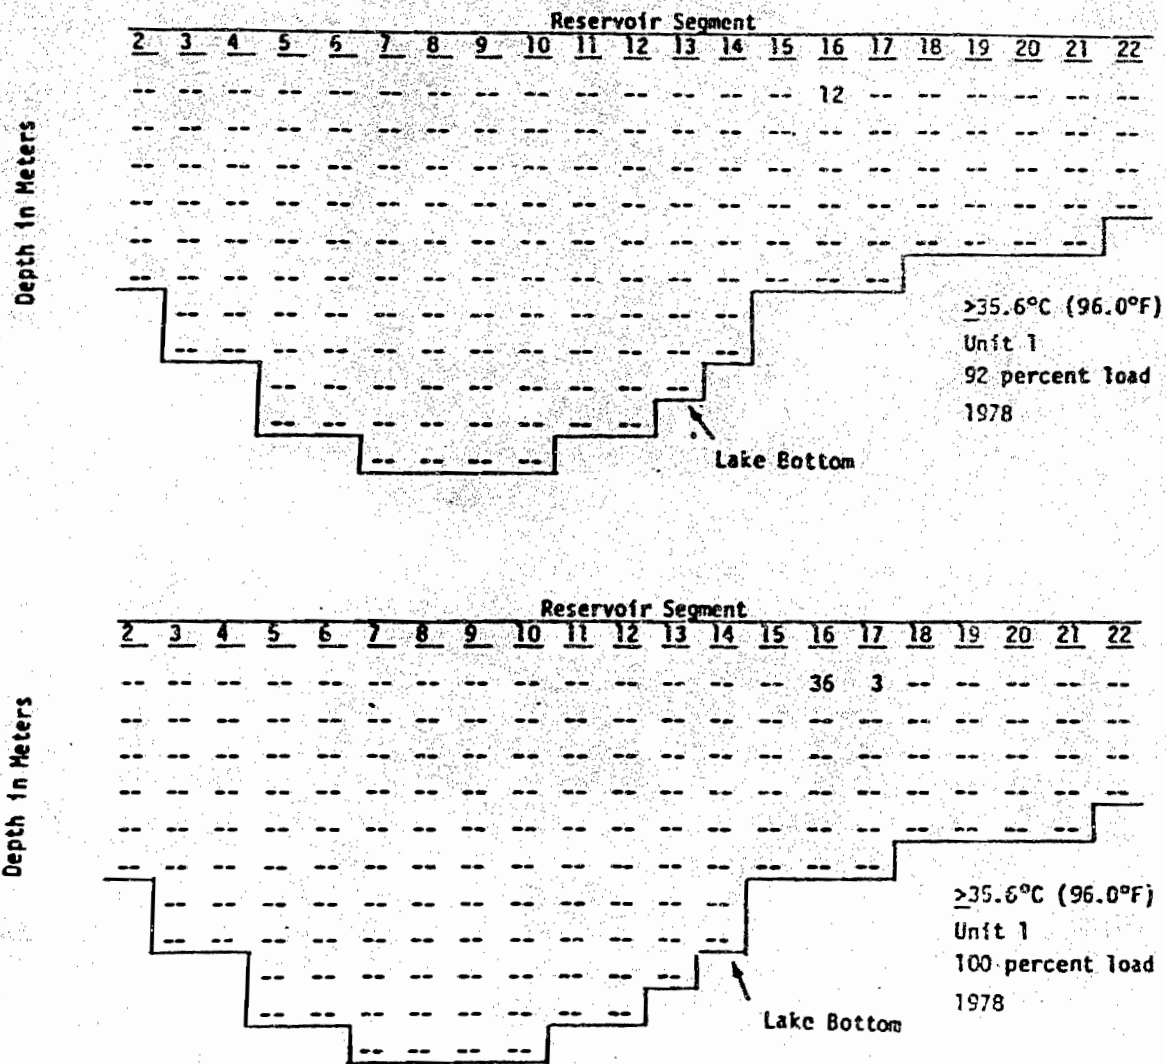 Reservoir Segment
2 3 4 5 6 7 8 9 10 11 12 13 14 15 16 17 18 19 20 21 22
Depth in Meters
-- -- -- -- -- -- -- -- -- -- -- -- -- -- 12 -- -- -- -- -- --
-- -- -- -- -- -- -- -- -- -- -- -- -- -- -- -- -- -- -- -- --
-- -- -- -- -- -- -- -- -- -- -- -- -- -- -- -- -- -- -- -- --
-- -- -- -- -- -- -- -- -- -- -- -- -- -- -- -- -- -- -- -- --
-- -- -- -- -- -- -- -- -- -- -- -- -- -- -- -- -- -- -- --
-- -- -- -- -- -- -- -- -- -- -- -- -- -- -- --
-- -- -- -- -- -- -- -- -- -- -- --
-- -- -- -- -- -- -- -- -- -- -- --
-- -- -- -- -- -- -- -- --
-- -- -- -- -- -- -- --
-- -- -- --
≥35.6°C (96.0°F)
Unit 1
92 percent load
1978
Lake Bottom
Reservoir Segment
2 3 4 5 6 7 8 9 10 11 12 13 14 15 16 17 18 19 20 21 22
Depth in Meters
-- -- -- -- -- -- -- -- -- -- -- -- -- -- 36 3 -- -- -- -- --
-- -- -- -- -- -- -- -- -- -- -- -- -- -- -- -- -- -- -- -- --
-- -- -- -- -- -- -- -- -- -- -- -- -- -- -- -- -- -- -- -- --
-- -- -- -- -- -- -- -- -- -- -- -- -- -- -- -- -- -- -- -- --
-- -- -- -- -- -- -- -- -- -- -- -- -- -- -- -- -- -- -- --
-- -- -- -- -- -- -- -- -- -- -- -- -- -- -- --
-- -- -- -- -- -- -- -- -- -- -- --
-- -- -- -- -- -- -- -- -- -- -- --
-- -- -- -- -- -- -- -- --
-- -- -- -- -- -- -- --
-- -- -- --
≥35.6°C (96.0°F)
Unit 1
100 percent load
1978
Lake Bottom